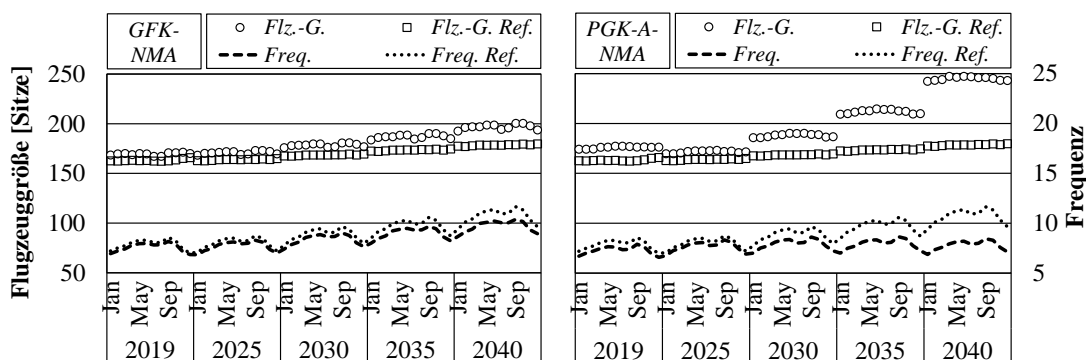 GFK-
NMA
Flz.-G.
Flz.-G. Ref.
Freq.
Freq. Ref.
PGK-A-
NMA
Flz.-G.
Flz.-G. Ref.
Freq.
Freq. Ref.
Flugzeuggröße [Sitze]
250
200
150
100
50
25
20
15
10
5
Frequenz
Jan May Sep Jan May Sep Jan May Sep Jan May Sep Jan May Sep
2019 2025 2030 2035 2040
Jan May Sep Jan May Sep Jan May Sep Jan May Sep Jan May Sep
2019 2025 2030 2035 2040